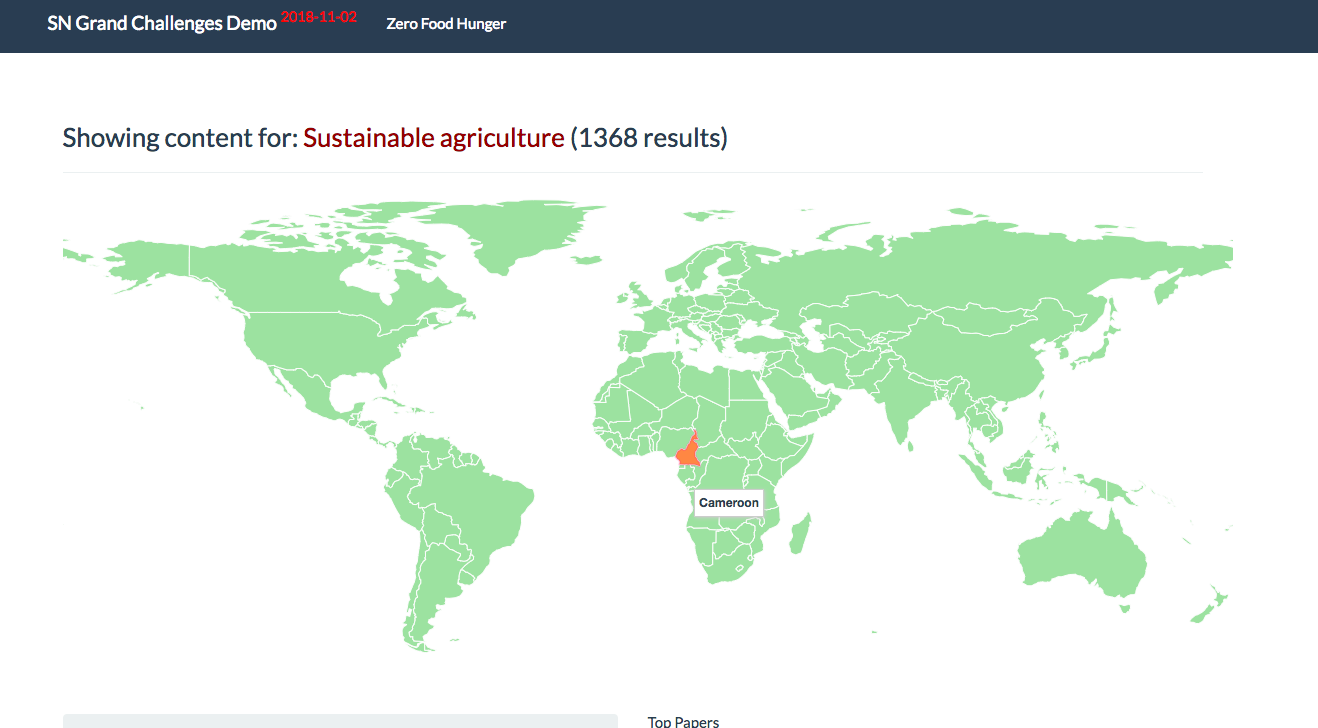 SN Grand Challenges Demo 2018-11-02 Zero Food Hunger
Showing content for: Sustainable agriculture (1368 results)
Cameroon
Top Papers